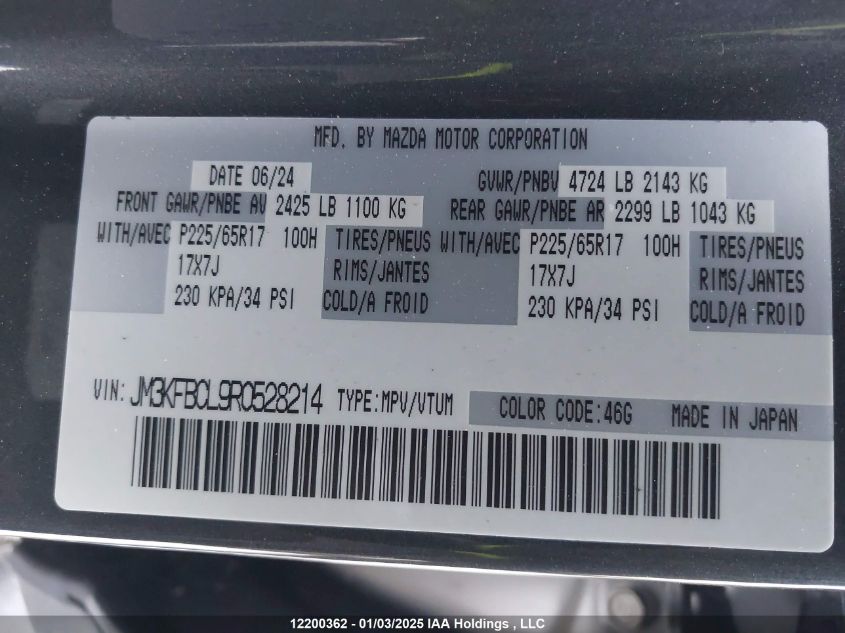 MFD. BY MAZDA MOTOR CORPORATION
DATE 06/24 GVWR/PNBV 4724 LB 2143 KG
FRONT GAWR/PNBE AV 2425 LB 1100 KG REAR GAWR/PNBE AR 2299 LB 1043 KG
WITH/AVEC P225/65R17 100H TIRES/PNEUS WITH/AVEC P225/65R17 100H TIRES/PNEUS
17X7J RIMS/JANTES 17X7J RIMS/JANTES
230 KPA/34 PSI COLD/A FROID 230 KPA/34 PSI COLD/A FROID
VIN: JM3KFBCL9R0528214 TYPE:MPV/VTUM COLOR CODE:46G MADE IN JAPAN
12200362 - 01/03/2025 IAA Holdings , LLC